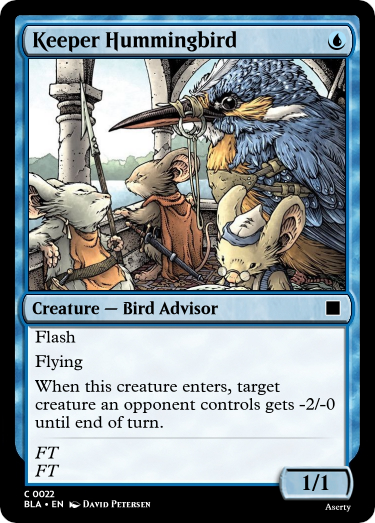 Keeper Hummingbird
Creature — Bird Advisor
Flash
Flying
When this creature enters, target
creature an opponent controls gets -2/-0
until end of turn.
FT
FT
1/1
C 0022
BLA • EN David Petersen
Aserty